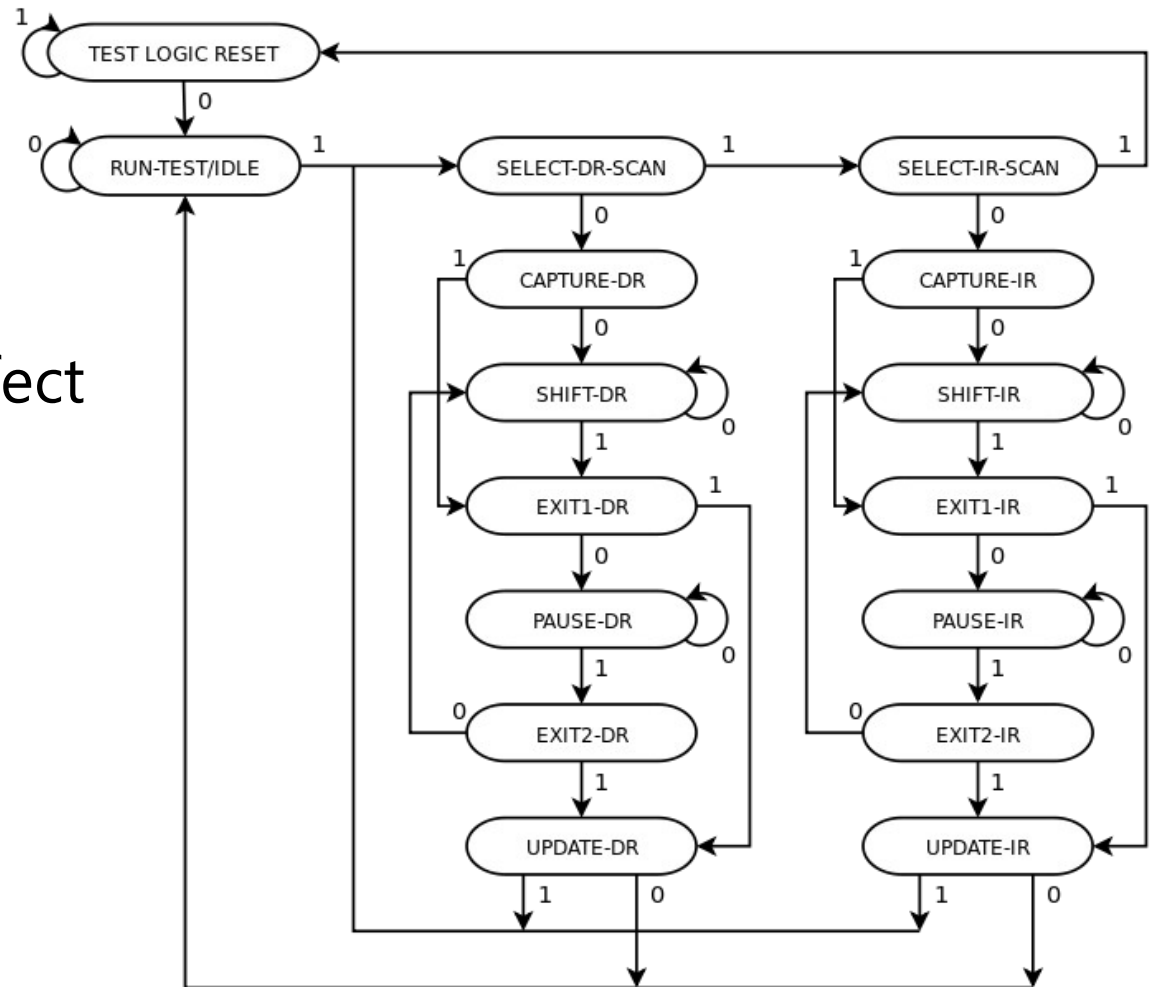 1
TEST LOGIC RESET
0
0
RUN-TEST/IDLE
1
SELECT-DR-SCAN
1
SELECT-IR-SCAN
1
0
0
1
CAPTURE-DR
1
CAPTURE-IR
0
0
SHIFT-DR
0
SHIFT-IR
0
1
1
EXIT1-DR
1
EXIT1-IR
1
0
0
PAUSE-DR
0
PAUSE-IR
0
1
1
0
EXIT2-DR
0
EXIT2-IR
1
1
UPDATE-DR
UPDATE-IR
1
0
1
0